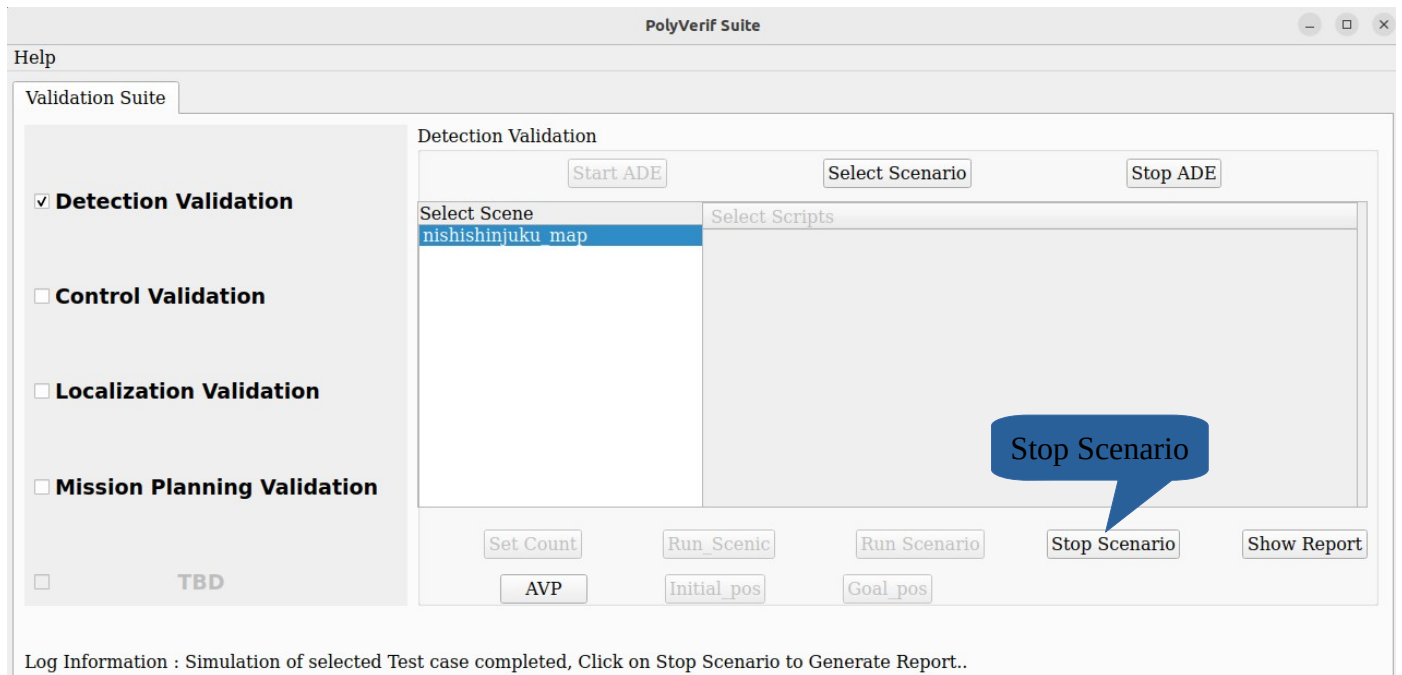 PolyVerif Suite
Help
Validation Suite
Detection Validation
Control Validation
Localization Validation
Mission Planning Validation
TBD
Detection Validation
Start ADE
Select Scenario
Stop ADE
Select Scene
Select Scripts
nishishinjuku_map
Stop Scenario
Set Count
Run_Scenic
Run Scenario
Stop Scenario
Show Report
AVP
Initial_pos
Goal_pos
Log Information : Simulation of selected Test case completed, Click on Stop Scenario to Generate Report..